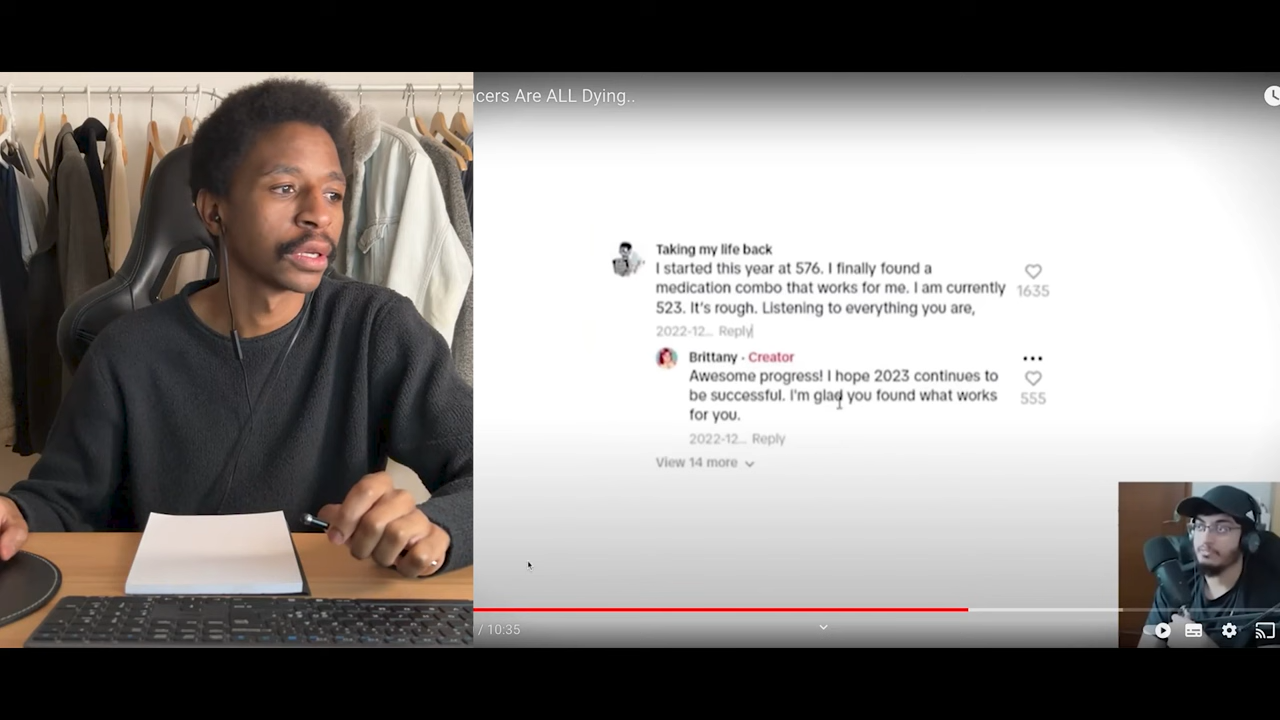 cers Are ALL Dying..
Taking my life back
I started this year at 576. I finally found a
medication combo that works for me. I am currently
523. It's rough. Listening to everything you are,
1635
2022-12... Reply
Brittany · Creator
Awesome progress! I hope 2023 continues to
be successful. I'm glad you found what works
for you.
555
2022-12... Reply
View 14 more
/ 10:35